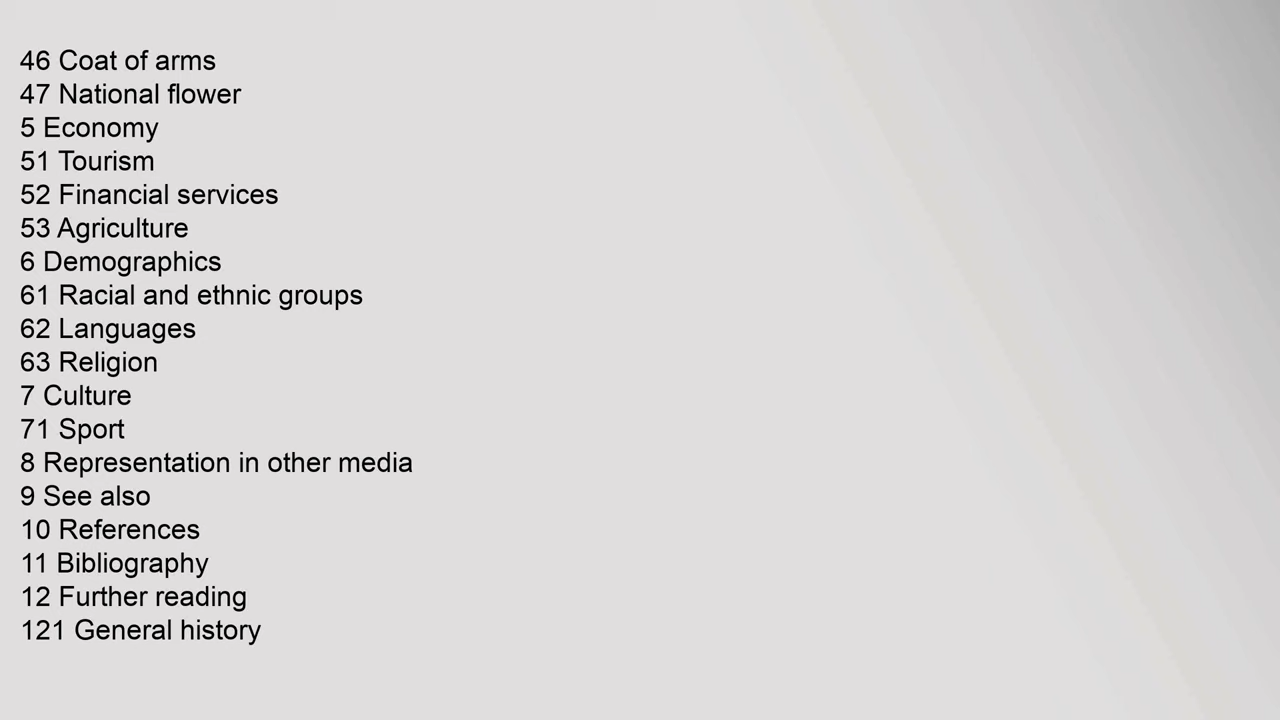 46 Coat of arms
47 National flower
5 Economy
51 Tourism
52 Financial services
53 Agriculture
6 Demographics
61 Racial and ethnic groups
62 Languages
63 Religion
7 Culture
71 Sport
8 Representation in other media
9 See also
10 References
11 Bibliography
12 Further reading
121 General history